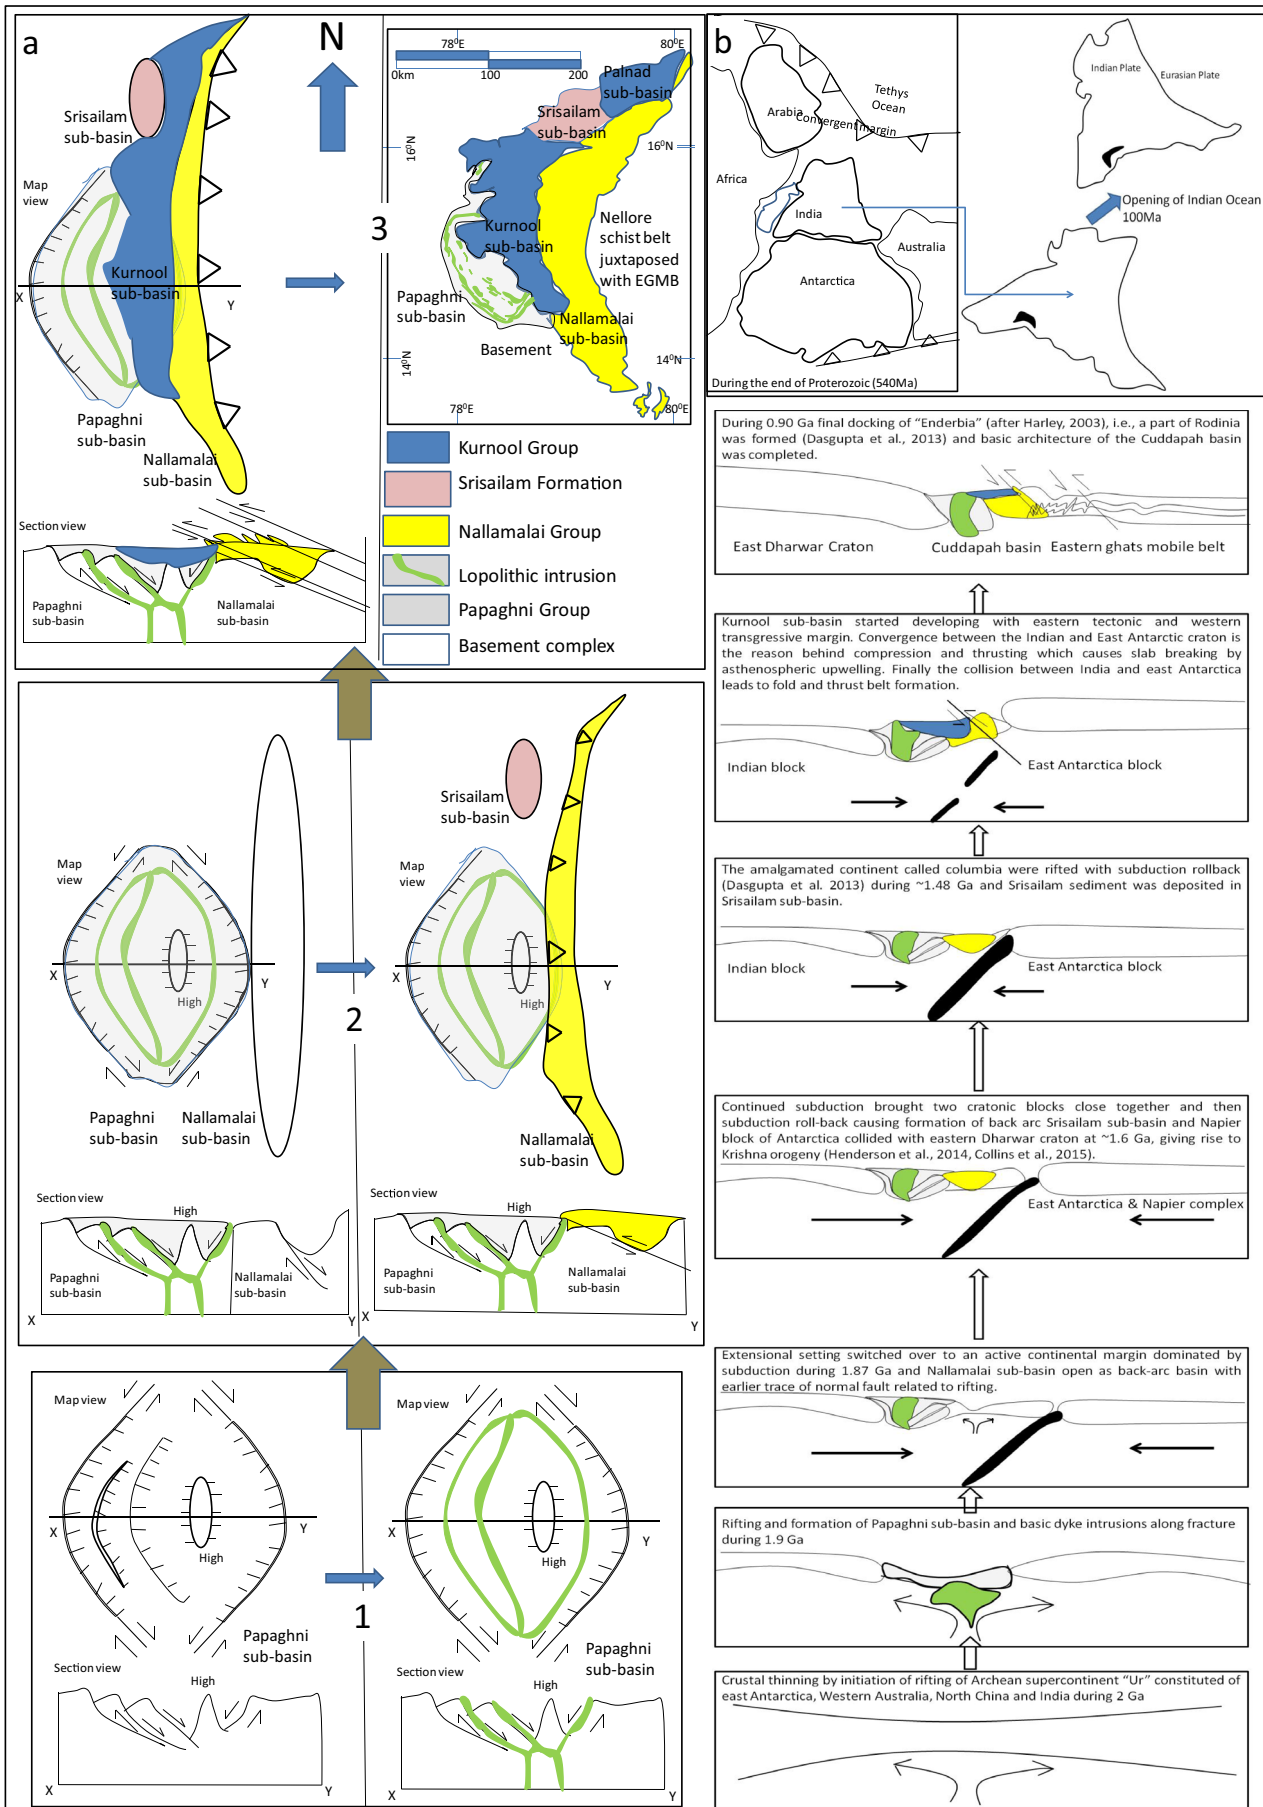 a
N
Srisailam
sub-basin
Map
view
X
Kurnool
sub-basin
Y
Papaghni
sub-basin
Nallamalai
sub-basin
Section view
Papaghni
sub-basin
Nallamalai
sub-basin
3
78⁰E
80⁰E
0km
100
200
Palnad
sub-basin
Srisailam
sub-basin
16⁰N
16⁰N
Nellore
schist belt
juxtaposed
with EGMB
Kurnool
sub-basin
Papaghni
sub-basin
Nallamalai
sub-basin
Basement
14⁰N
14⁰N
78⁰E
80⁰E
Kurnool Group
Srisailam Formation
Nallamalai Group
Lopolithic intrusion
Papaghni Group
Basement complex
Map
view
X
High
Y
Papaghni
sub-basin
Nallamalai
sub-basin
Section view
High
Papaghni
sub-basin
Nallamalai
sub-basin
X
Y
2
Srisailam
sub-basin
Map
view
X
High
Y
Nallamalai
sub-basin
Section view
High
Papaghni
sub-basin
Nallamalai
sub-basin
X
Y
Map view
X
High
Y
Papaghni
sub-basin
Section view
High
X
Y
1
Map view
X
High
Y
Papaghni
sub-basin
Section view
High
X
Y
b
Arabia
Tethys
Ocean
Convergent margin
Africa
India
Australia
Antarctica
During the end of Proterozoic (540Ma)
Indian Plate
Eurasian Plate
Opening of Indian Ocean
100Ma
During 0.90 Ga final docking of “Enderbia” (after Harley, 2003), i.e., a part of Rodinia
was formed (Dasgupta et al., 2013) and basic architecture of the Cuddapah basin
was completed.
East Dharwar Craton
Cuddapah basin
Eastern ghats mobile belt
Kurnool sub-basin started developing with eastern tectonic and western
transgressive margin. Convergence between the Indian and East Antarctic craton is
the reason behind compression and thrusting which causes slab breaking by
asthenospheric upwelling. Finally the collision between India and east Antarctica
leads to fold and thrust belt formation.
Indian block
East Antarctica block
The amalgamated continent called columbia were rifted with subduction rollback
(Dasgupta et al. 2013) during ~1.48 Ga and Srisailam sediment was deposited in
Srisailam sub-basin.
Indian block
East Antarctica block
Continued subduction brought two cratonic blocks close together and then
subduction roll-back causing formation of back arc Srisailam sub-basin and Napier
block of Antarctica collided with eastern Dharwar craton at ~1.6 Ga, giving rise to
Krishna orogeny (Henderson et al., 2014, Collins et al., 2015).
East Antarctica & Napier complex
Extensional setting switched over to an active continental margin dominated by
subduction during 1.87 Ga and Nallamalai sub-basin open as back-arc basin with
earlier trace of normal fault related to rifting.
Rifting and formation of Papaghni sub-basin and basic dyke intrusions along fracture
during 1.9 Ga
Crustal thinning by initiation of rifting of Archean supercontinent “Ur” constituted of
east Antarctica, Western Australia, North China and India during 2 Ga